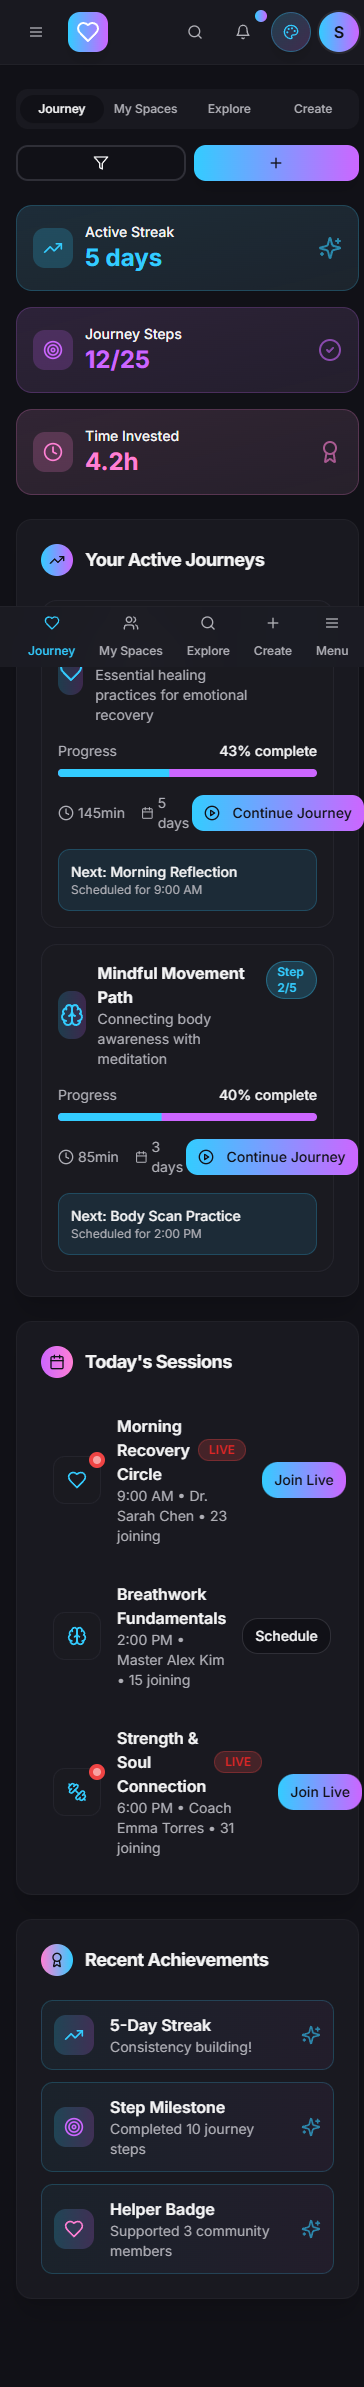 S
Journey My Spaces Explore Create
Active Streak
5 days
Journey Steps
12/25
Time Invested
4.2h
Your Active Journeys
Journey My Spaces Explore Create Menu
Essential healing
practices for emotional
recovery
Progress 43% complete
145min 5 days Continue Journey
Next: Morning Reflection
Scheduled for 9:00 AM
Mindful Movement
Path
Step
2/5
Connecting body
awareness with
meditation
Progress 40% complete
85min 3 days Continue Journey
Next: Body Scan Practice
Scheduled for 2:00 PM
Today's Sessions
Morning
Recovery LIVE
Circle
9:00 AM • Dr.
Sarah Chen • 23
joining
Join Live
Breathwork
Fundamentals
2:00 PM •
Master Alex Kim
• 15 joining
Schedule
Strength &
Soul LIVE
Connection
6:00 PM • Coach
Emma Torres • 31
joining
Join Live
Recent Achievements
5-Day Streak
Consistency building!
Step Milestone
Completed 10 journey
steps
Helper Badge
Supported 3 community
members